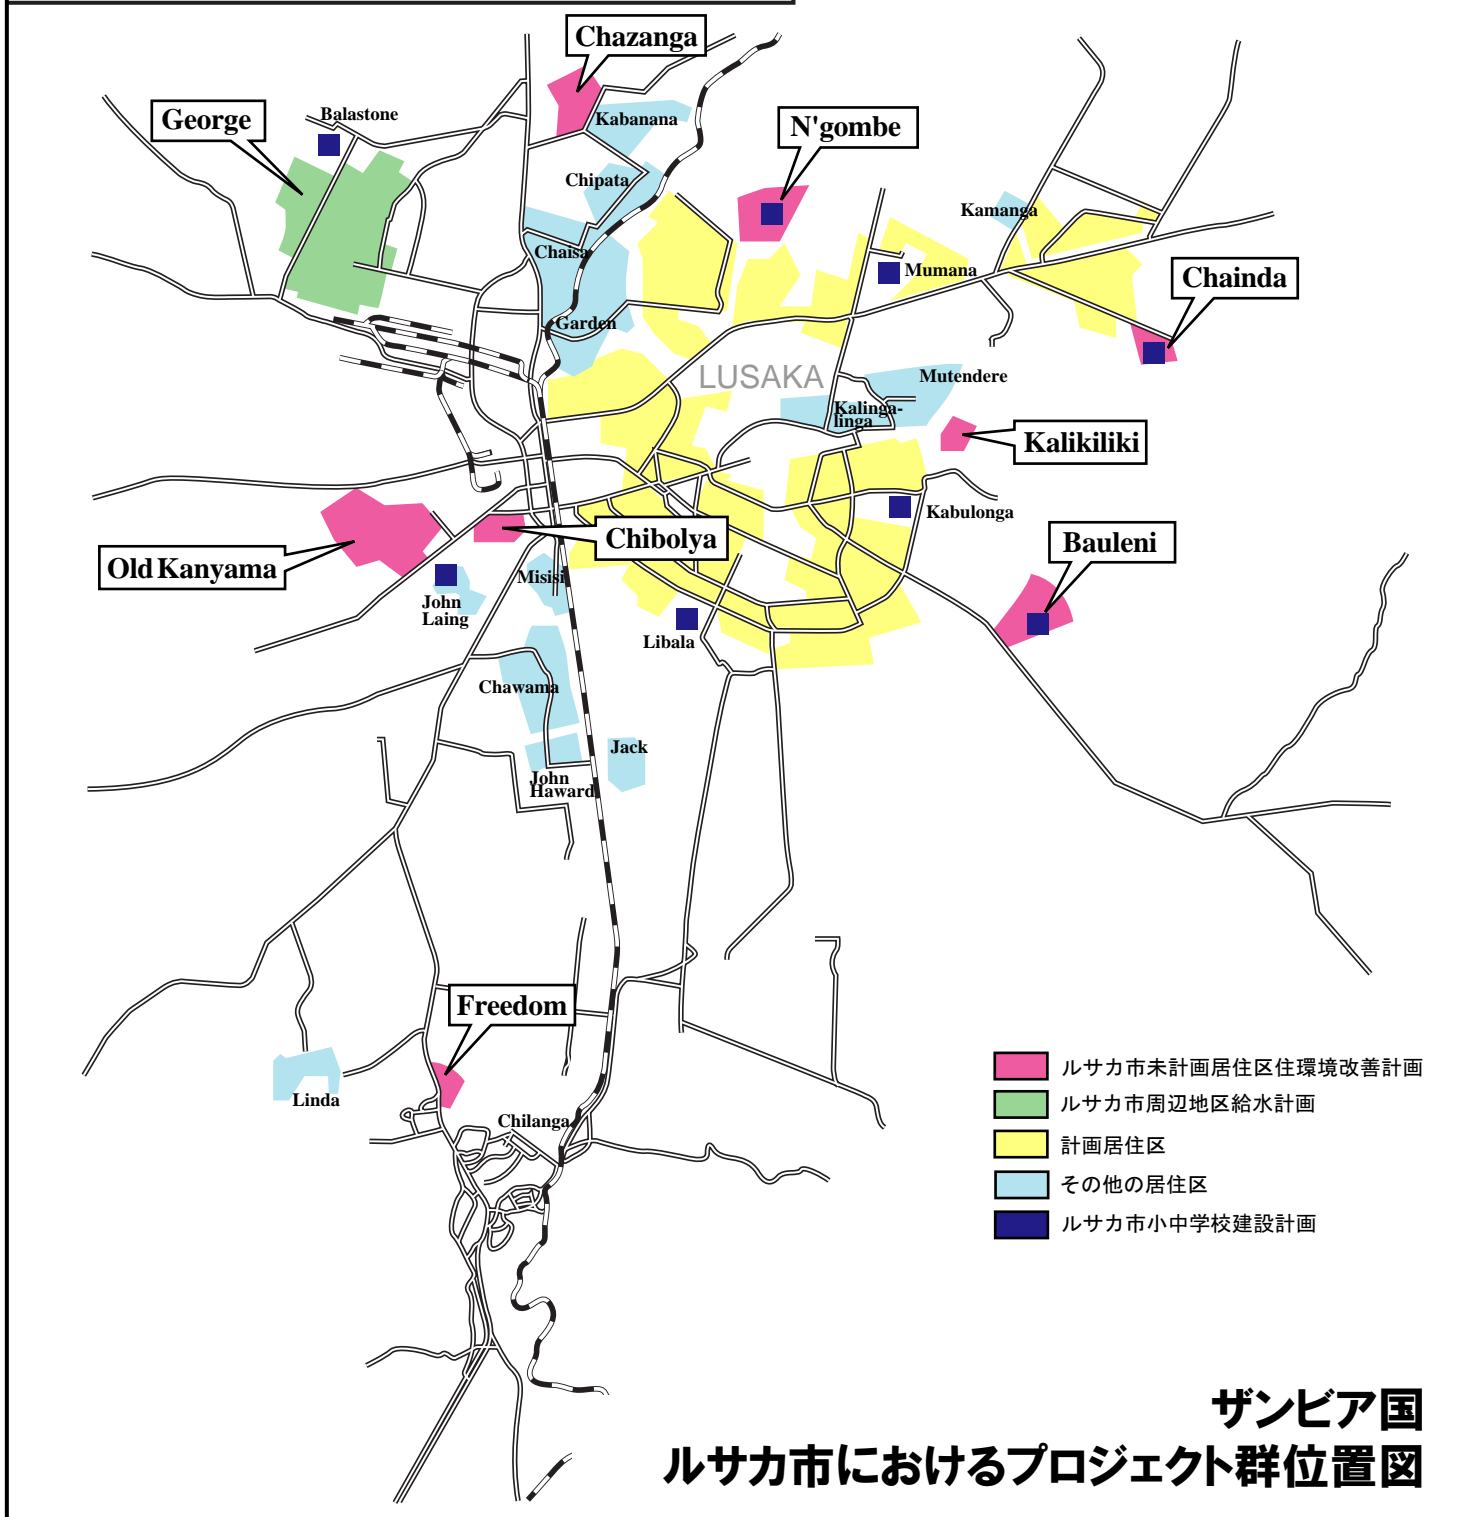 Chazanga
George
Balastone
Kabanana
N'gombe
Chipata
Kamanga
Chaisa
Mumana
Chainda
Garden
LUSAKA
Mutendere
Kalinga-
linga
Kalikiliki
Kabulonga
Chibolya
Bauleni
Old Kanyama
Misisi
John
Laing
Libala
Chawama
Jack
John
Haward
Freedom
Linda
Chilanga
ルサカ市未計画居住区住環境改善計画
ルサカ市周辺地区給水計画
計画居住区
その他の居住区
ルサカ市小中学校建設計画
ザンビア国
ルサカ市におけるプロジェクト群位置図